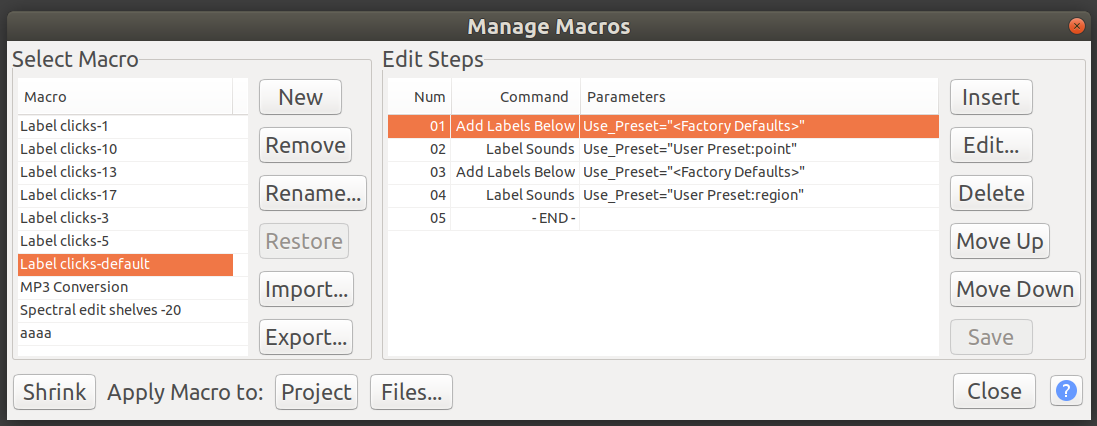 Manage Macros
Select Macro
Macro
Label clicks-1
Label clicks-10
Label clicks-13
Label clicks-17
Label clicks-3
Label clicks-5
Label clicks-default
MP3 Conversion
Spectral edit shelves -20
aaaa
New
Remove
Rename...
Restore
Import...
Export...
Edit Steps
Num Command Parameters
01 Add Labels Below Use_Preset="<Factory Defaults>"
02 Label Sounds Use_Preset="User Preset:point"
03 Add Labels Below Use_Preset="<Factory Defaults>"
04 Label Sounds Use_Preset="User Preset:region"
05 - END -
Insert
Edit...
Delete
Move Up
Move Down
Save
Shrink Apply Macro to: Project Files... Close ?